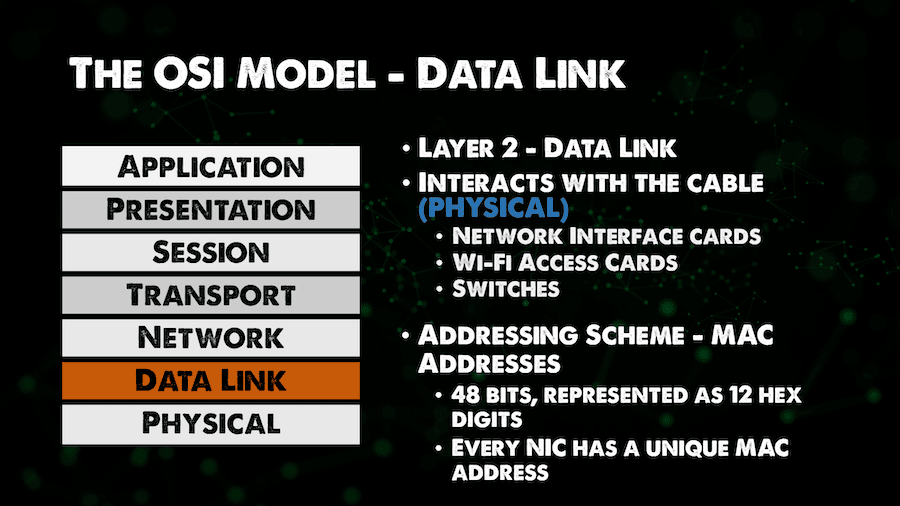 The OSI Model - Data Link
Application
Presentation
Session
Transport
Network
Data Link
Physical
• Layer 2 - Data Link
• Interacts with the cable
(PHYSICAL)
• Network Interface cards
• Wi-Fi Access Cards
• Switches
• Addressing Scheme - MAC
Addresses
• 48 bits, represented as 12 hex
digits
• Every NIC has a unique MAC
address